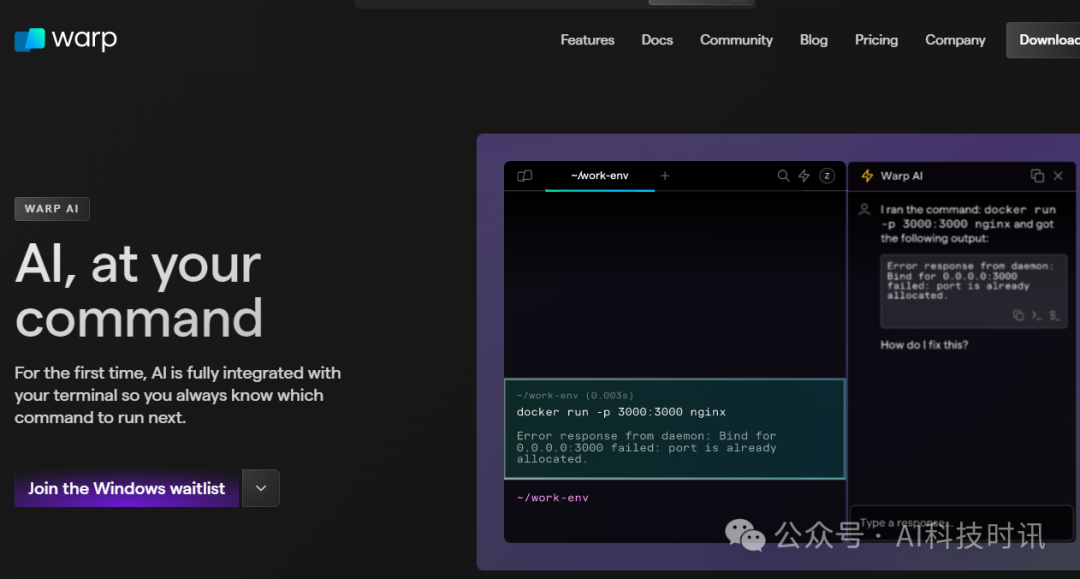 warp
Features Docs Community Blog Pricing Company Download
WARP AI
AI, at your
command
For the first time, AI is fully integrated with
your terminal so you always know which
command to run next.
Join the Windows waitlist
~/work-env
Z
~/work-env (0.003s)
docker run -p 3000:3000 nginx
Error response from daemon: Bind for
0.0.0.0:3000 failed: port is already
allocated.
~/work-env
Warp AI
I ran the command: docker run
-p 3000:3000 nginx and got
the following output:
Error response from daemon:
Bind for 0.0.0.0:3000
failed: port is already
allocated.
How do I fix this?
Type a response...
公众号 · AI科技时讯